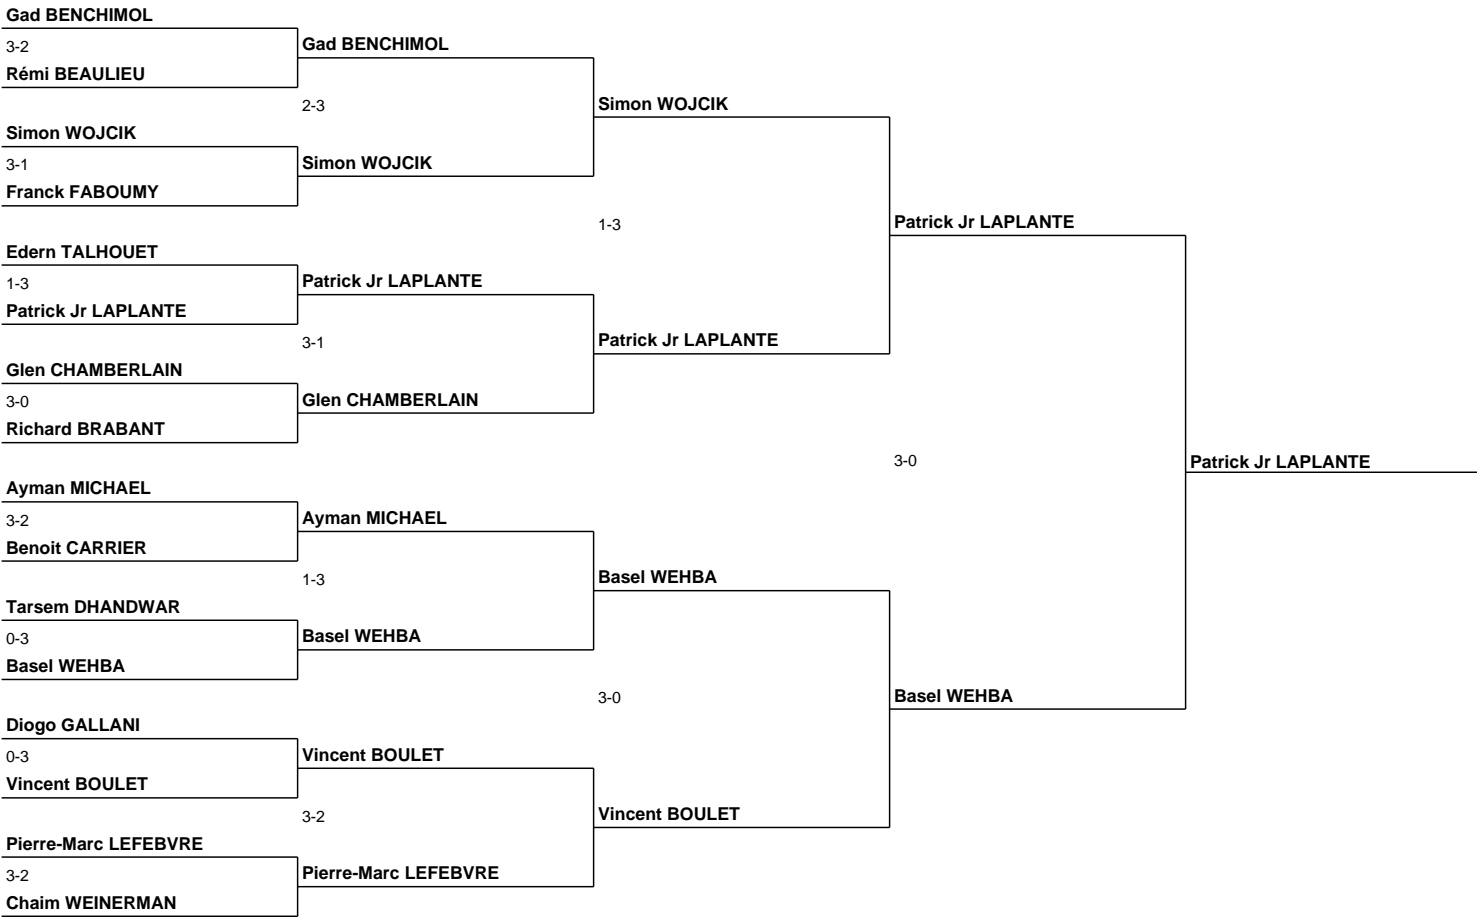 Gad BENCHIMOL
3-2
Rémi BEAULIEU
Simon WOJCIK
3-1
Franck FABOUMY
Edern TALHOUET
1-3
Patrick Jr LAPLANTE
Glen CHAMBERLAIN
3-0
Richard BRABANT
Ayman MICHAEL
3-2
Benoit CARRIER
Tarsem DHANDWAR
0-3
Basel WEHBA
Diogo GALLANI
0-3
Vincent BOULET
Pierre-Marc LEFEBVRE
3-2
Chaim WEINERMAN
Gad BENCHIMOL
2-3
Simon WOJCIK
Patrick Jr LAPLANTE
3-1
Glen CHAMBERLAIN
Ayman MICHAEL
1-3
Basel WEHBA
Vincent BOULET
3-2
Pierre-Marc LEFEBVRE
Simon WOJCIK
1-3
Patrick Jr LAPLANTE
Basel WEHBA
3-0
Vincent BOULET
Patrick Jr LAPLANTE
3-0
Basel WEHBA
Patrick Jr LAPLANTE